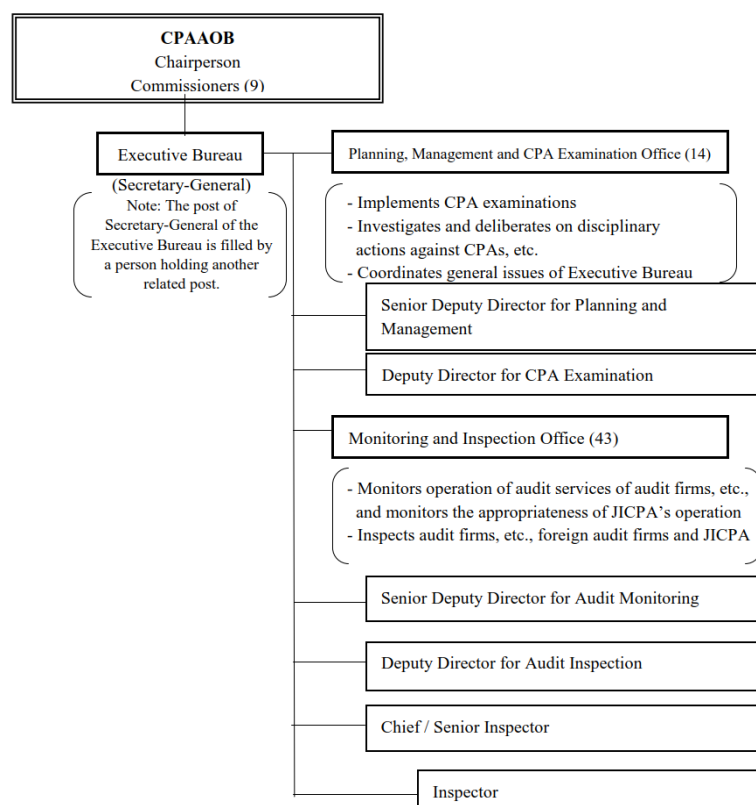 CPAAOB
Chairperson
Commissioners (9)
Executive Bureau
(Secretary-General)
Note: The post of
Secretary-General of the
Executive Bureau is filled by
a person holding another
related post.
Planning, Management and CPA Examination Office (14)
- Implements CPA examinations
- Investigates and deliberates on disciplinary
actions against CPAs, etc.
- Coordinates general issues of Executive Bureau
Senior Deputy Director for Planning and
Management
Deputy Director for CPA Examination
Monitoring and Inspection Office (43)
- Monitors operation of audit services of audit firms, etc.,
and monitors the appropriateness of JICPA’s operation
- Inspects audit firms, etc., foreign audit firms and JICPA
Senior Deputy Director for Audit Monitoring
Deputy Director for Audit Inspection
Chief / Senior Inspector
Inspector